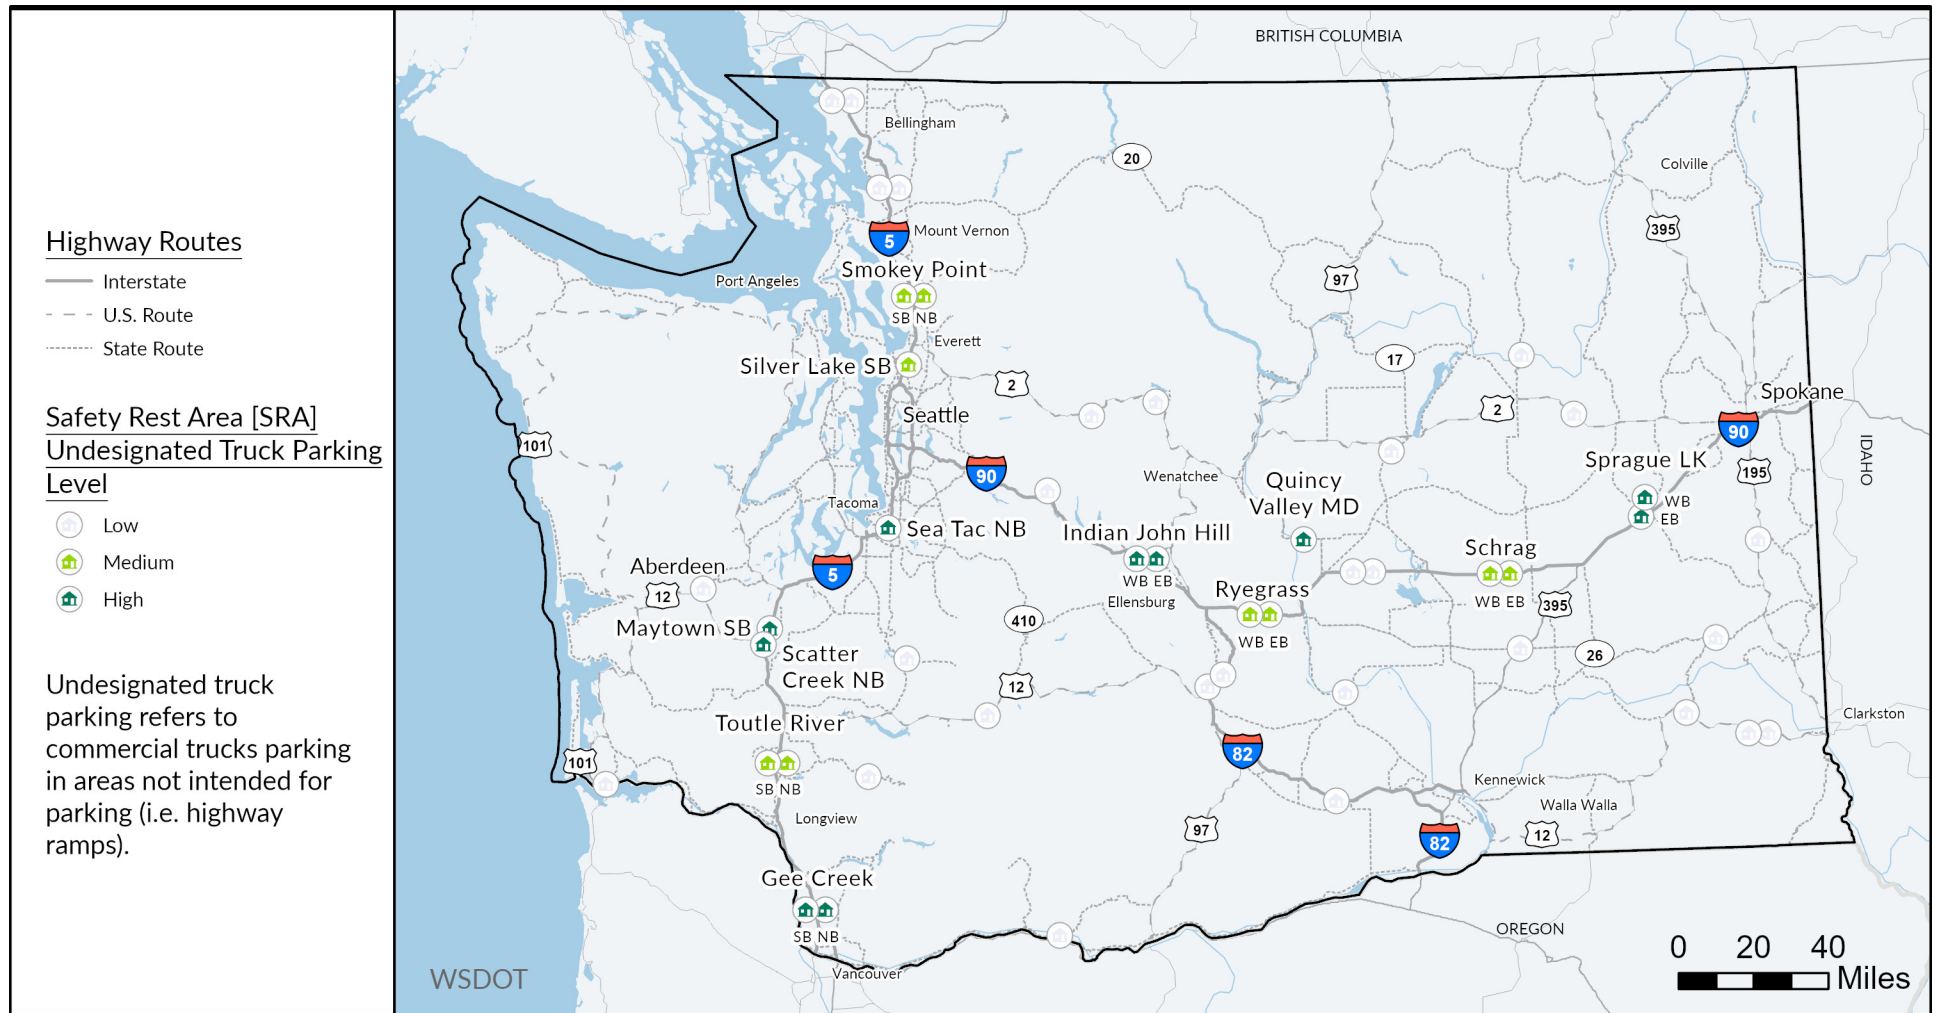 Highway Routes
Interstate
U.S. Route
State Route
Safety Rest Area [SRA]
Undesignated Truck Parking
Level
Low
Medium
High
Undesignated truck
parking refers to
commercial trucks parking
in areas not intended for
parking (i.e. highway
ramps).
BRITISH COLUMBIA
Bellingham
20
Colville
395
5
Mount Vernon
Smokey Point
SB NB
Port Angeles
97
Everett
Silver Lake SB
17
2
Seattle
2
Spokane
90
101
90
Sprague LK
WB
EB
195
IDAHO
Wenatchee
Quincy
Valley MD
Tacoma
Sea Tac NB
Indian John Hill
WB EB
Ellensburg
Schrag
WB EB
395
Aberdeen
12
5
Ryegrass
WB EB
410
Maytown SB
Scatter
Creek NB
26
12
Toutle River
SB NB
Clarkston
101
82
Kennewick
Longview
Walla Walla
97
12
82
Gee Creek
SB NB
Vancouver
OREGON
WSDOT
0 20 40
Miles